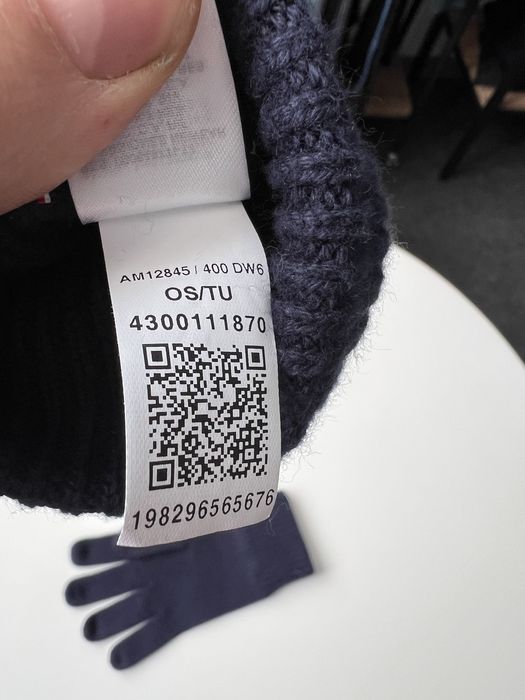 AM12845 / 400 DW6
OS/TU
4300111870
198296565676